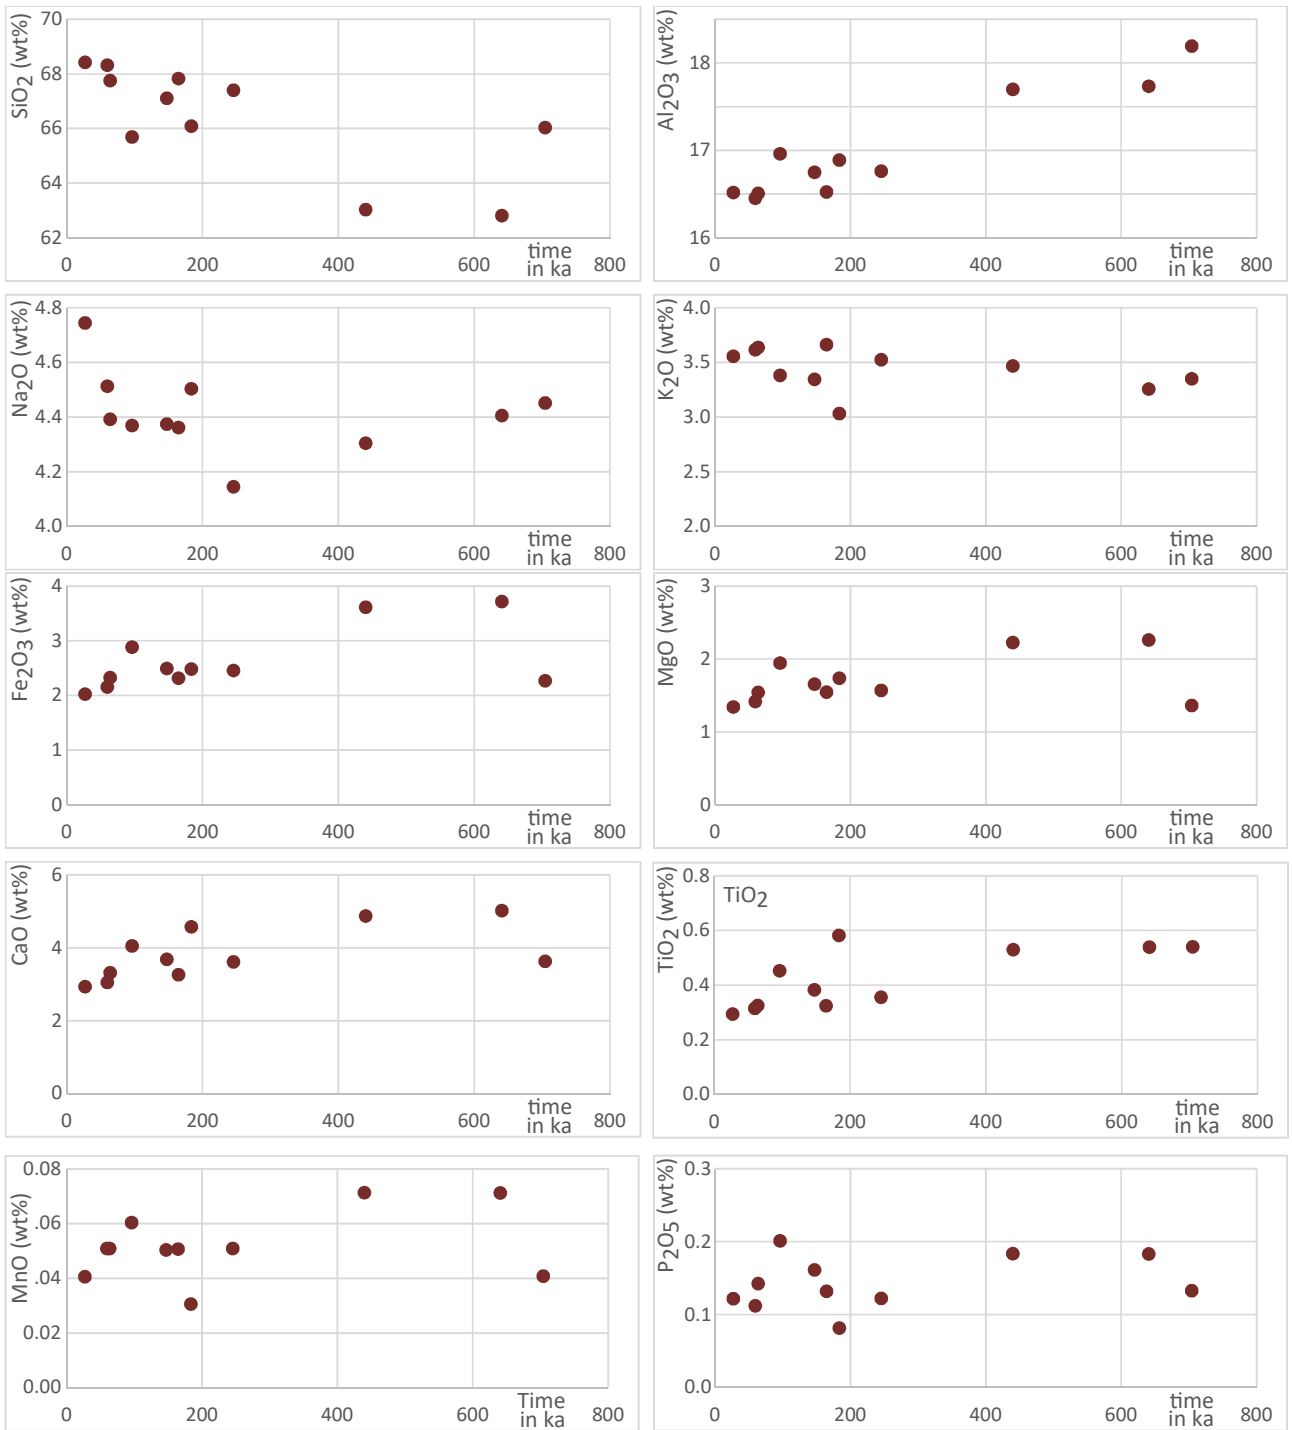 SiO2 (wt%)
70
68
66
64
62
0 200 400 600 800
time
in ka
Al2O3 (wt%)
18
17
16
0 200 400 600 800
time
in ka
Na2O (wt%)
4.8
4.6
4.4
4.2
4.0
0 200 400 600 800
time
in ka
K2O (wt%)
4.0
3.5
3.0
2.5
2.0
0 200 400 600 800
time
in ka
Fe2O3 (wt%)
4
3
2
1
0
0 200 400 600 800
time
in ka
MgO (wt%)
3
2
1
0
0 200 400 600 800
time
in ka
CaO (wt%)
6
4
2
0
0 200 400 600 800
time
in ka
TiO2 (wt%)
TiO2
0.8
0.6
0.4
0.2
0.0
0 200 400 600 800
time
in ka
MnO (wt%)
0.08
.06
.04
0.02
0.00
0 200 400 600 800
Time
in ka
P2O5 (wt%)
0.3
0.2
0.1
0.0
0 200 400 600 800
time
in ka